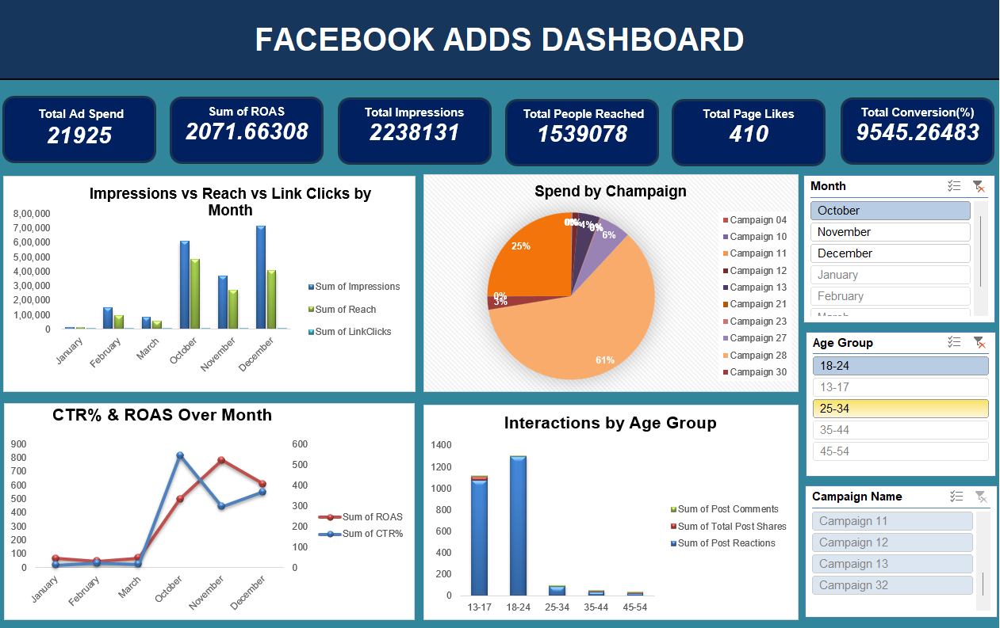 FACEBOOK ADDS DASHBOARD
Total Ad Spend
21925
Sum of ROAS
2071.66308
Total Impressions
2238131
Total People Reached
1539078
Total Page Likes
410
Total Conversion(%)
9545.26483
Impressions vs Reach vs Link Clicks by
Month
8,00,000
7,00,000
6,00,000
5,00,000
4,00,000
3,00,000
2,00,000
1,00,000
0
January
February
March
October
November
December
Sum of Impressions
Sum of Reach
Sum of LinkClicks
Spend by Champaign
0%
4%
0%
6%
25%
0%
3%
61%
Campaign 04
Campaign 10
Campaign 11
Campaign 12
Campaign 13
Campaign 21
Campaign 23
Campaign 27
Campaign 28
Campaign 30
Month
October
November
December
January
February
March
Age Group
18-24
13-17
25-34
35-44
45-54
Campaign Name
Campaign 11
Campaign 12
Campaign 13
Campaign 32
CTR% & ROAS Over Month
900
800
700
600
500
400
300
200
100
0
600
500
400
300
200
100
0
January
February
March
October
November
December
Sum of ROAS
Sum of CTR%
Interactions by Age Group
1400
1200
1000
800
600
400
200
0
13-17
18-24
25-34
35-44
45-54
Sum of Post Comments
Sum of Total Post Shares
Sum of Post Reactions